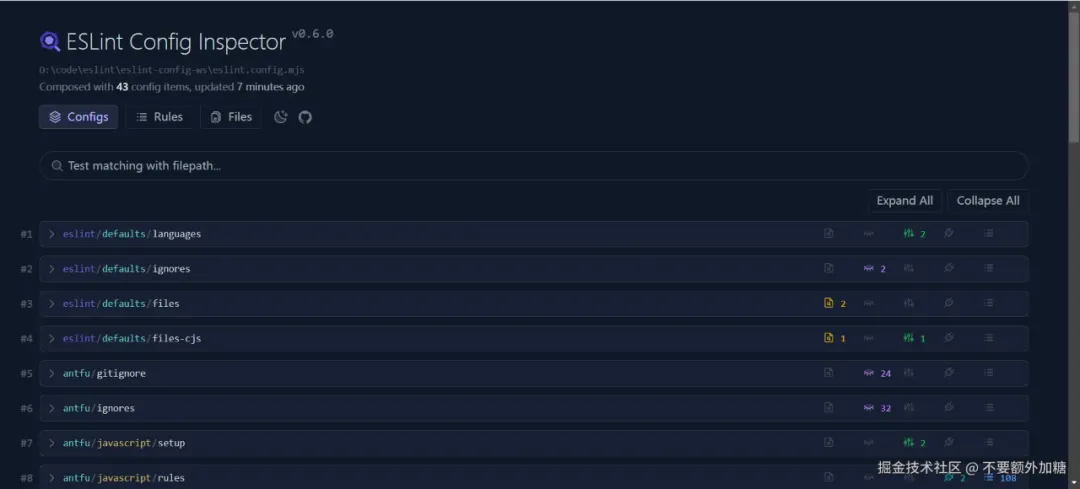 ESLint Config Inspector v0.6.0
D:\code\eslint\eslint-config-ws\eslint.config.mjs
Composed with 43 config items, updated 7 minutes ago
Configs Rules Files
Test matching with filepath...
Expand All Collapse All
#1 eslint/defaults/languages 2
#2 eslint/defaults/ignores 2
#3 eslint/defaults/files 2
#4 eslint/defaults/files-cjs 1 1
#5 antfu/gitignore 24
#6 antfu/ignores 32
#7 antfu/javascript/setup 2
#8 antfu/javascript/rules 2 108
掘金技术社区 @ 不要额外加糖